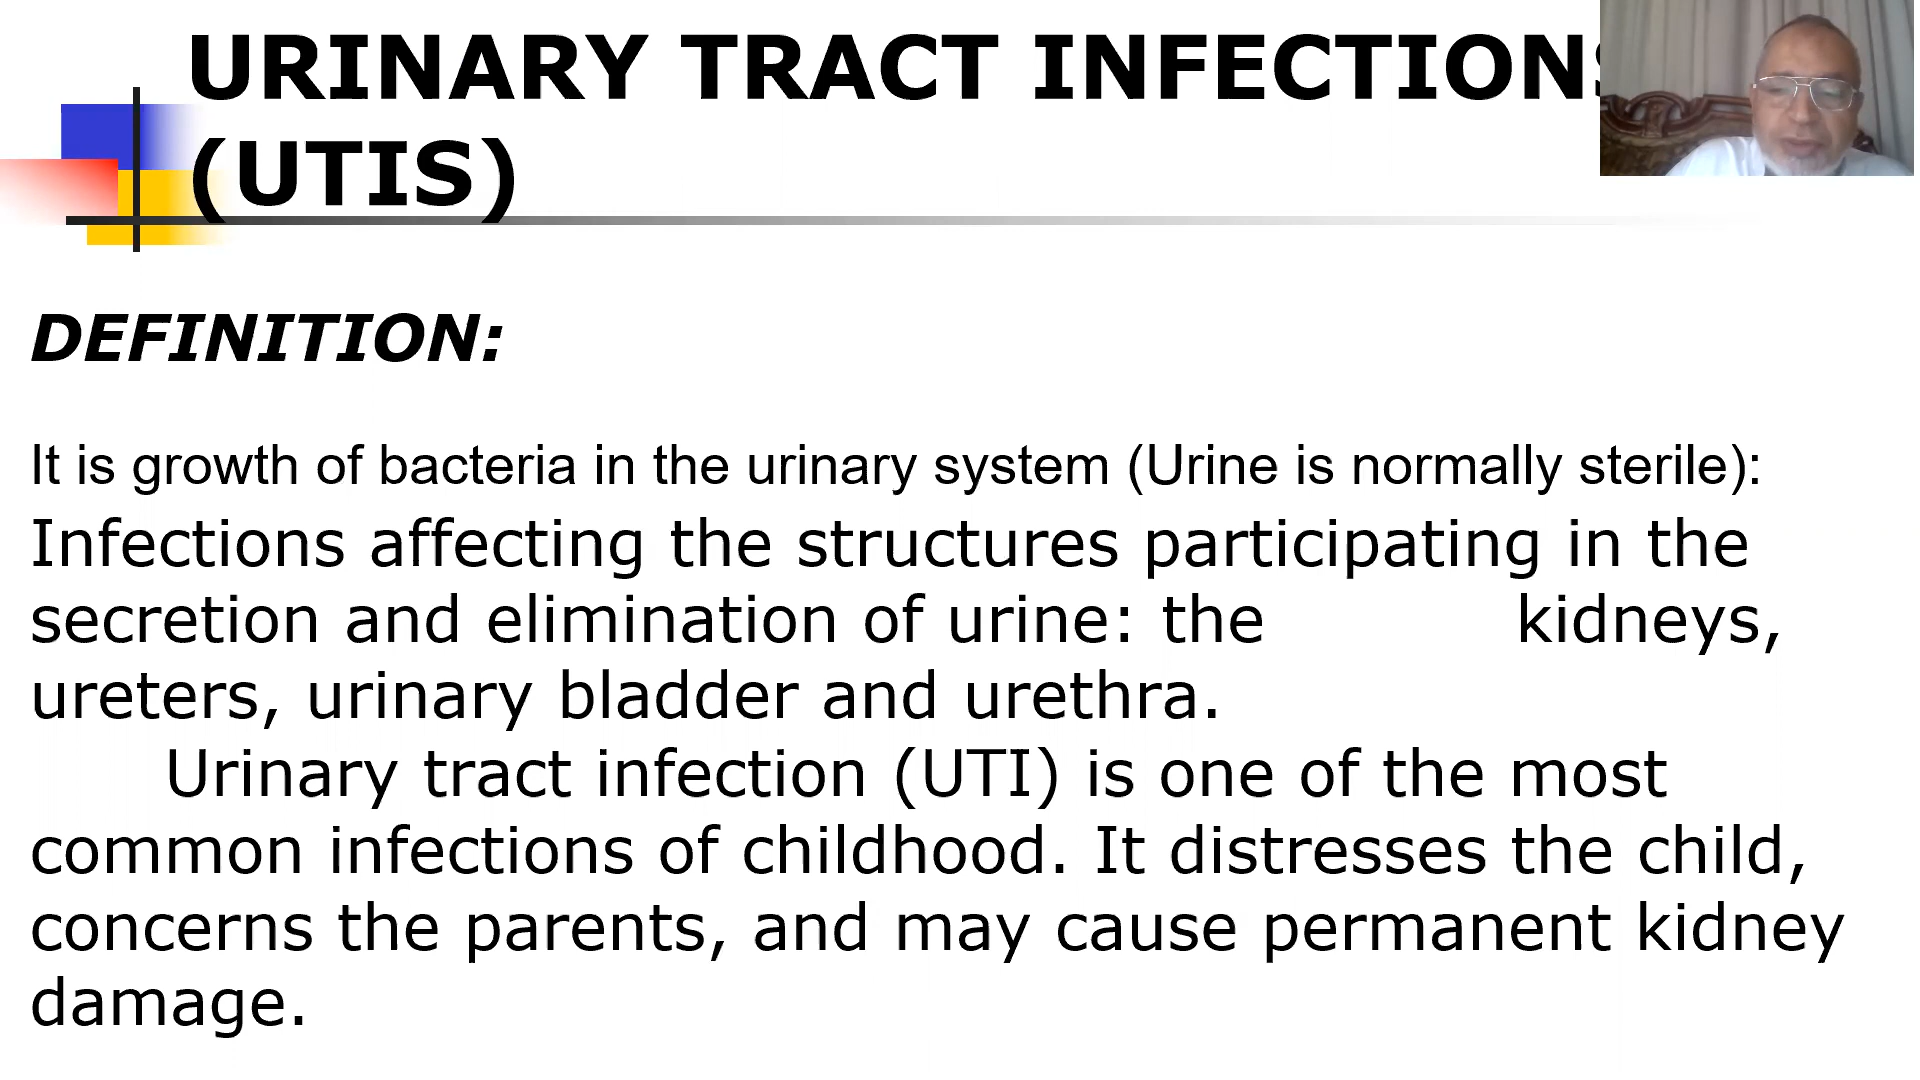 URINARY TRACT INFECTIONS
(UTIS)
DEFINITION:
It is growth of bacteria in the urinary system (Urine is normally sterile):
Infections affecting the structures participating in the
secretion and elimination of urine: the kidneys,
ureters, urinary bladder and urethra.
Urinary tract infection (UTI) is one of the most
common infections of childhood. It distresses the child,
concerns the parents, and may cause permanent kidney
damage.